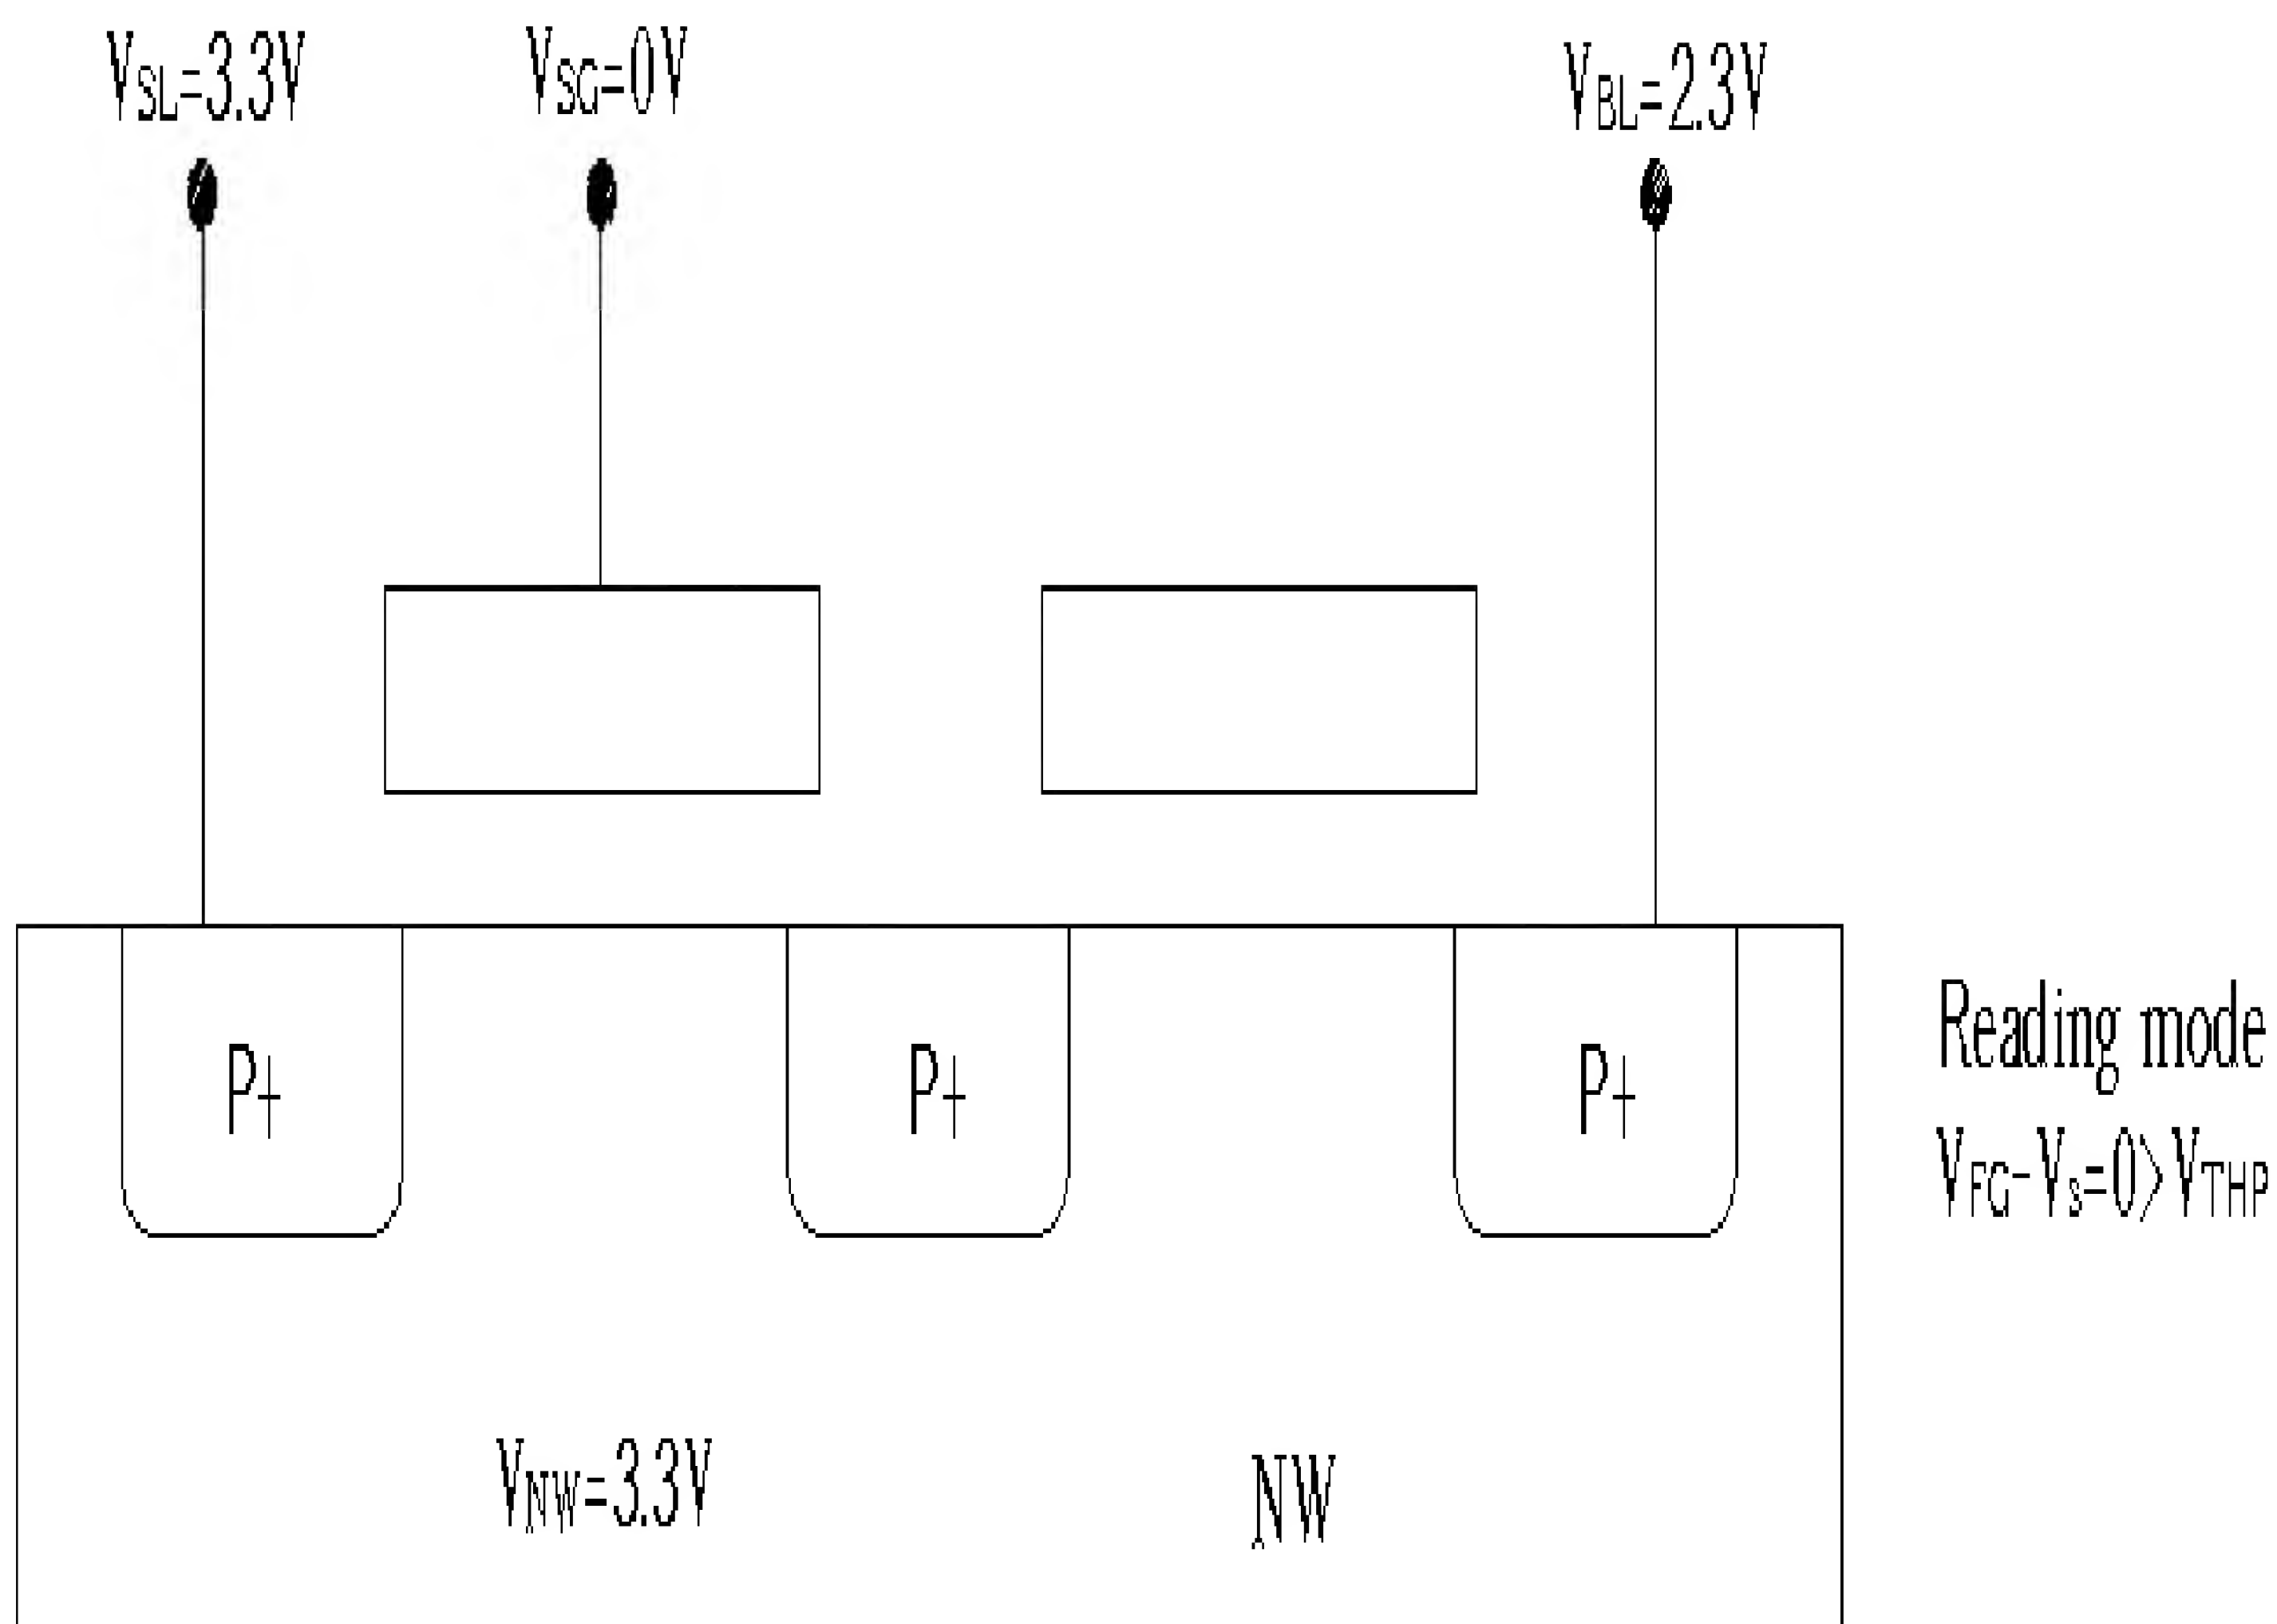 VSL=3.3V
VSG=0V
VBL=2.3V
P+
P+
P+
Reading mode
VFG-VS=0>VTHP
VNW=3.3V
NW